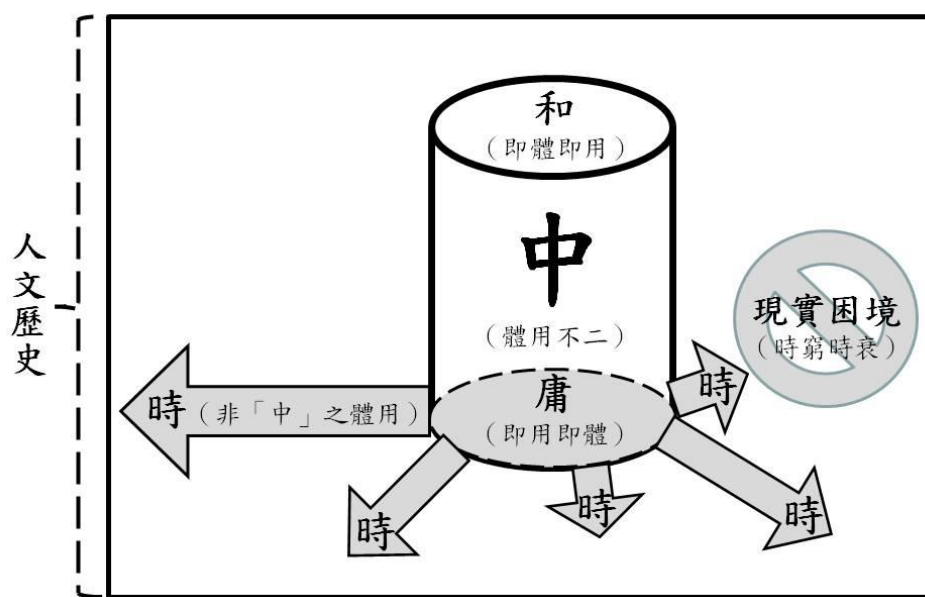 人文歷史
和
（即體即用）
中
（體用不二）
庸
（即用即體）
現實困境
（時窮時衰）
時（非「中」之體用）
時
時
時
時